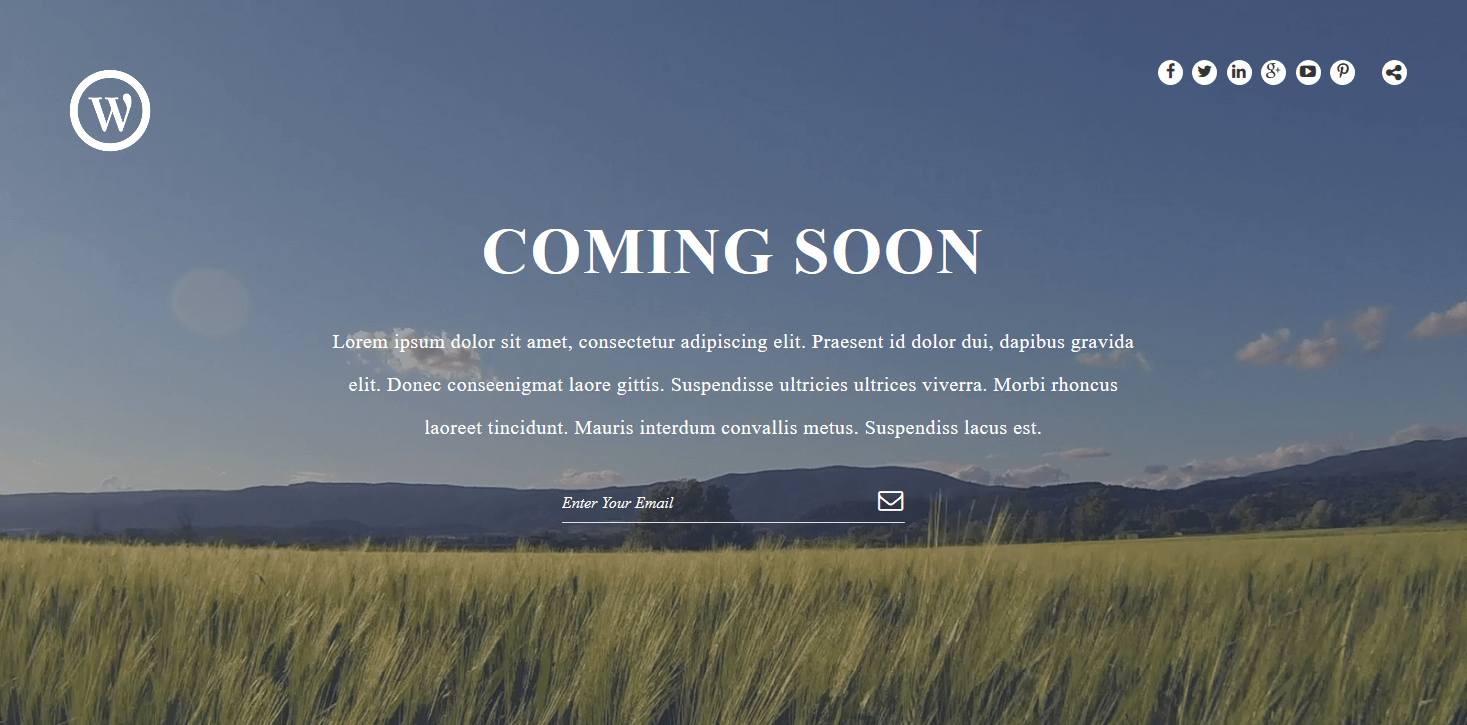 W
COMING SOON
Lorem ipsum dolor sit amet, consectetur adipiscing elit. Praesent id dolor dui, dapibus gravida
elit. Donec conseenigmat laore gittis. Suspendisse ultricies ultrices viverra. Morbi rhoncus
laoreet tincidunt. Mauris interdum convallis metus. Suspendiss lacus est.
Enter Your Email